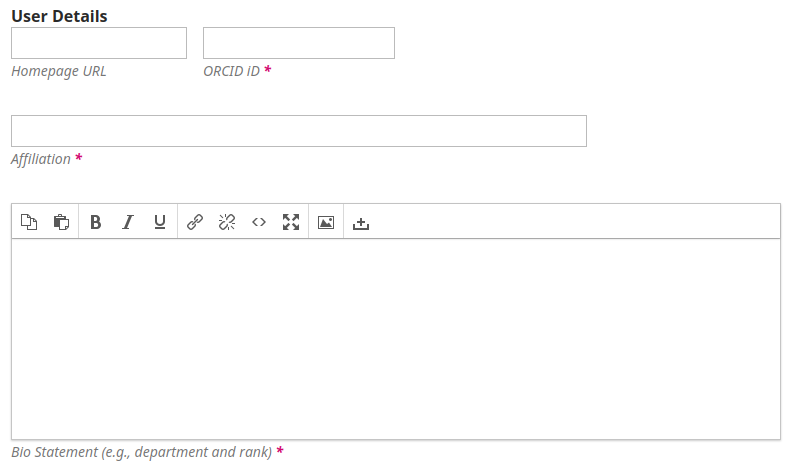 User Details
Homepage URL
ORCID iD *
Affiliation *
B I U
Bio Statement (e.g., department and rank) *